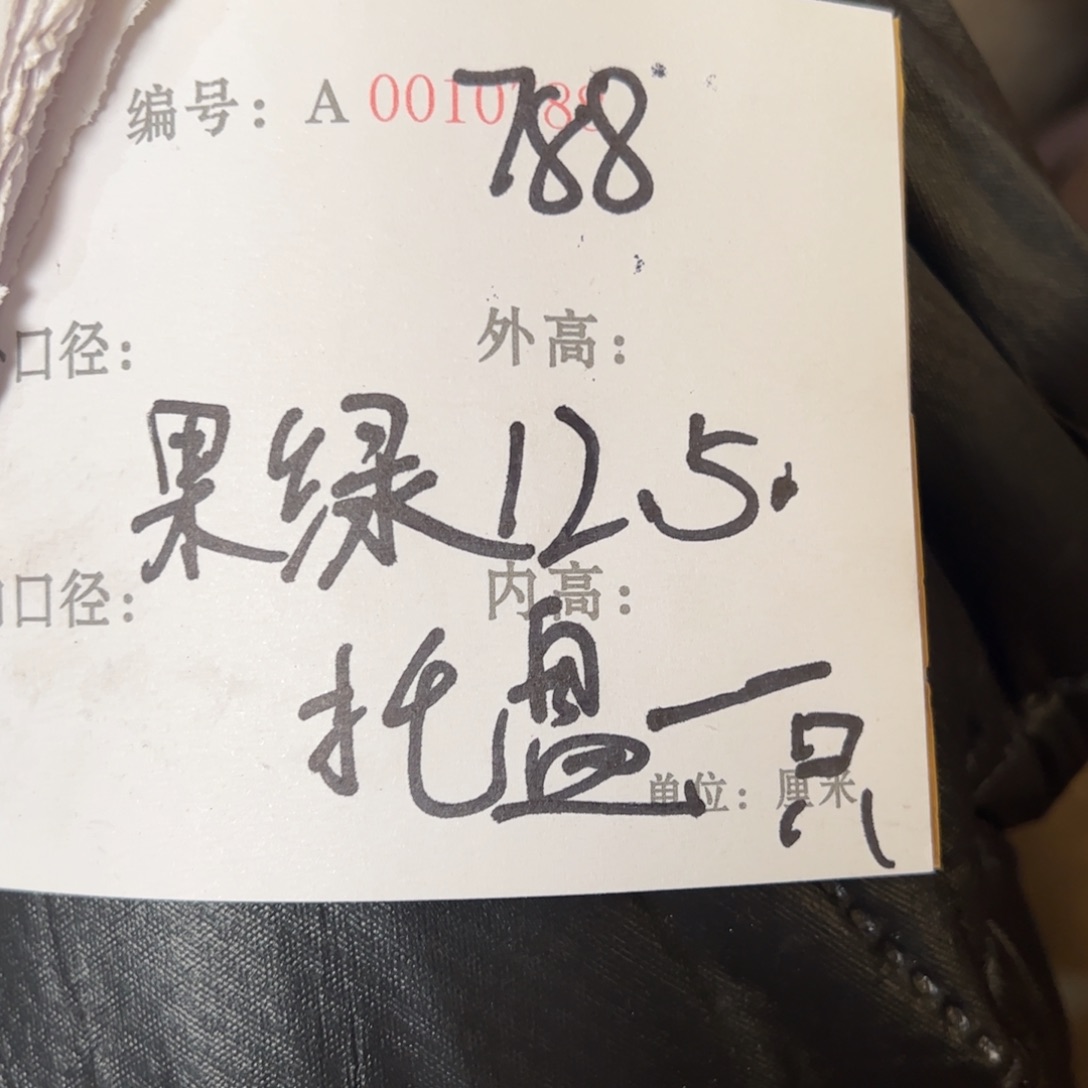 编号: A 0010788
788
口径: 外高:
果绿125.
口径: 内高:
托盘一只
单位: 厘米